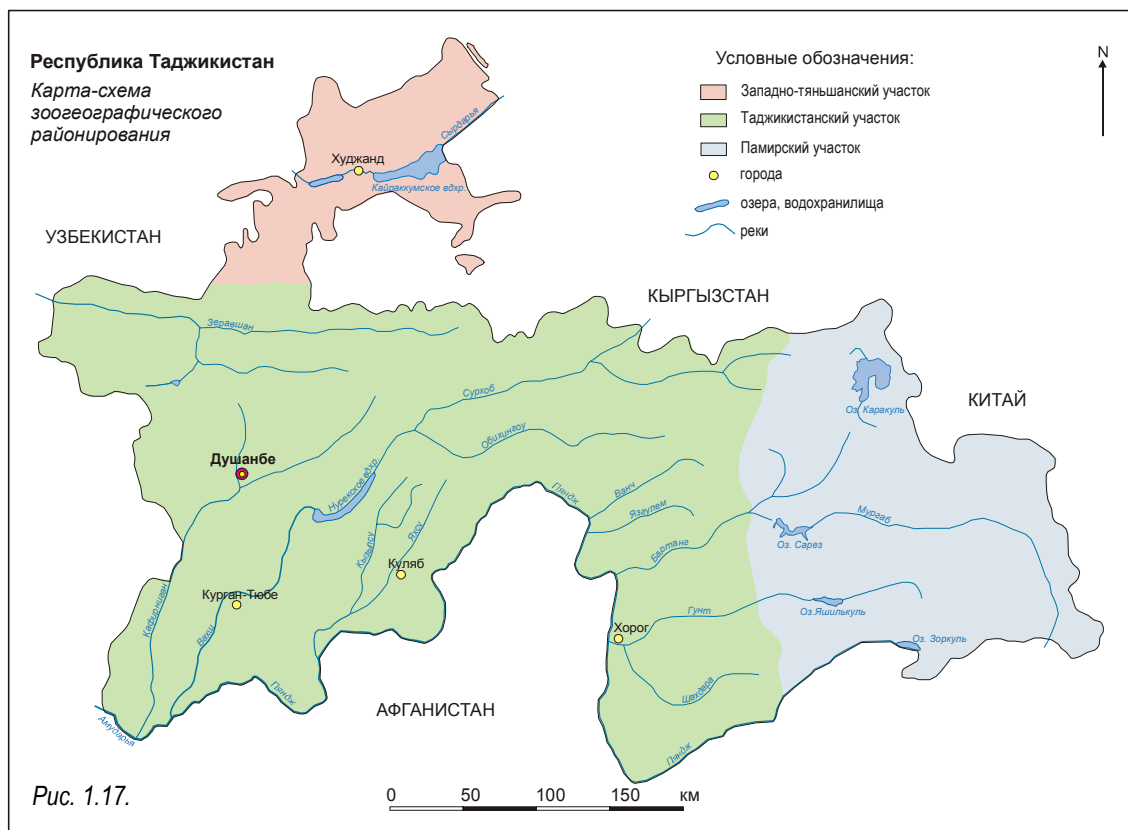 Республика Таджикистан
Карта-схема
зоогеографического
районирования
Условные обозначения:
Западно-тяньшанский участок
Таджикистанский участок
Памирский участок
города
озера, водохранилища
реки
N
Сырдарья
Худжанд
Кайраккумское вдхр.
УЗБЕКИСТАН
КЫРГЫЗСТАН
КИТАЙ
АФГАНИСТАН
Зеравшан
Сурхоб
Обихингоу
Оз. Каракуль
Душанбе
Нурекское вдхр.
Пяндж
Ванч
Язгулем
Бартанг
Мургаб
Оз. Сарез
Кызылсу
Яхсу
Куляб
Курган-Тюбе
Кафирниган
Вахш
Гунт
Оз.Яшилькуль
Хорог
Оз. Зоркуль
Шахдара
Пяндж
Пяндж
Амударья
Рис. 1.17.
0 50 100 150 км